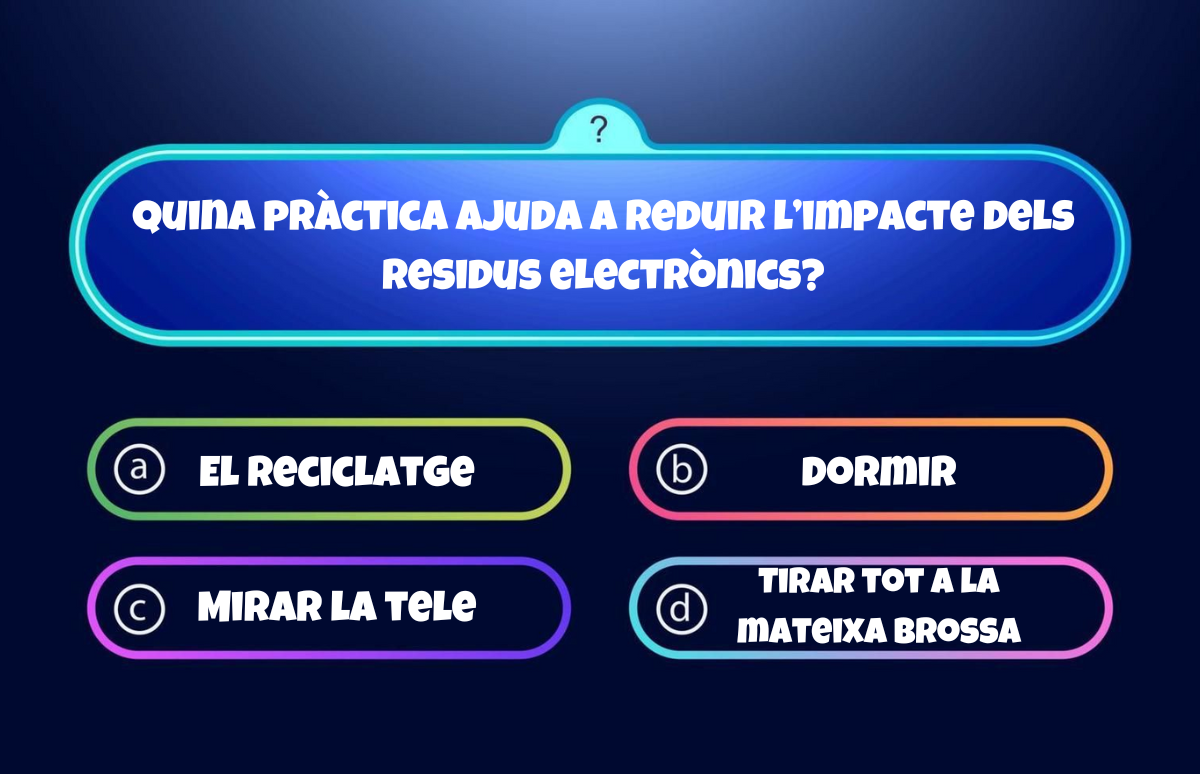 ?
Quina pràctica ajuda a reduir l’impacte dels
residus electrònics?
a El reciclatge
b Dormir
c Mirar la tele
d Tirar tot a la
mateixa brossa